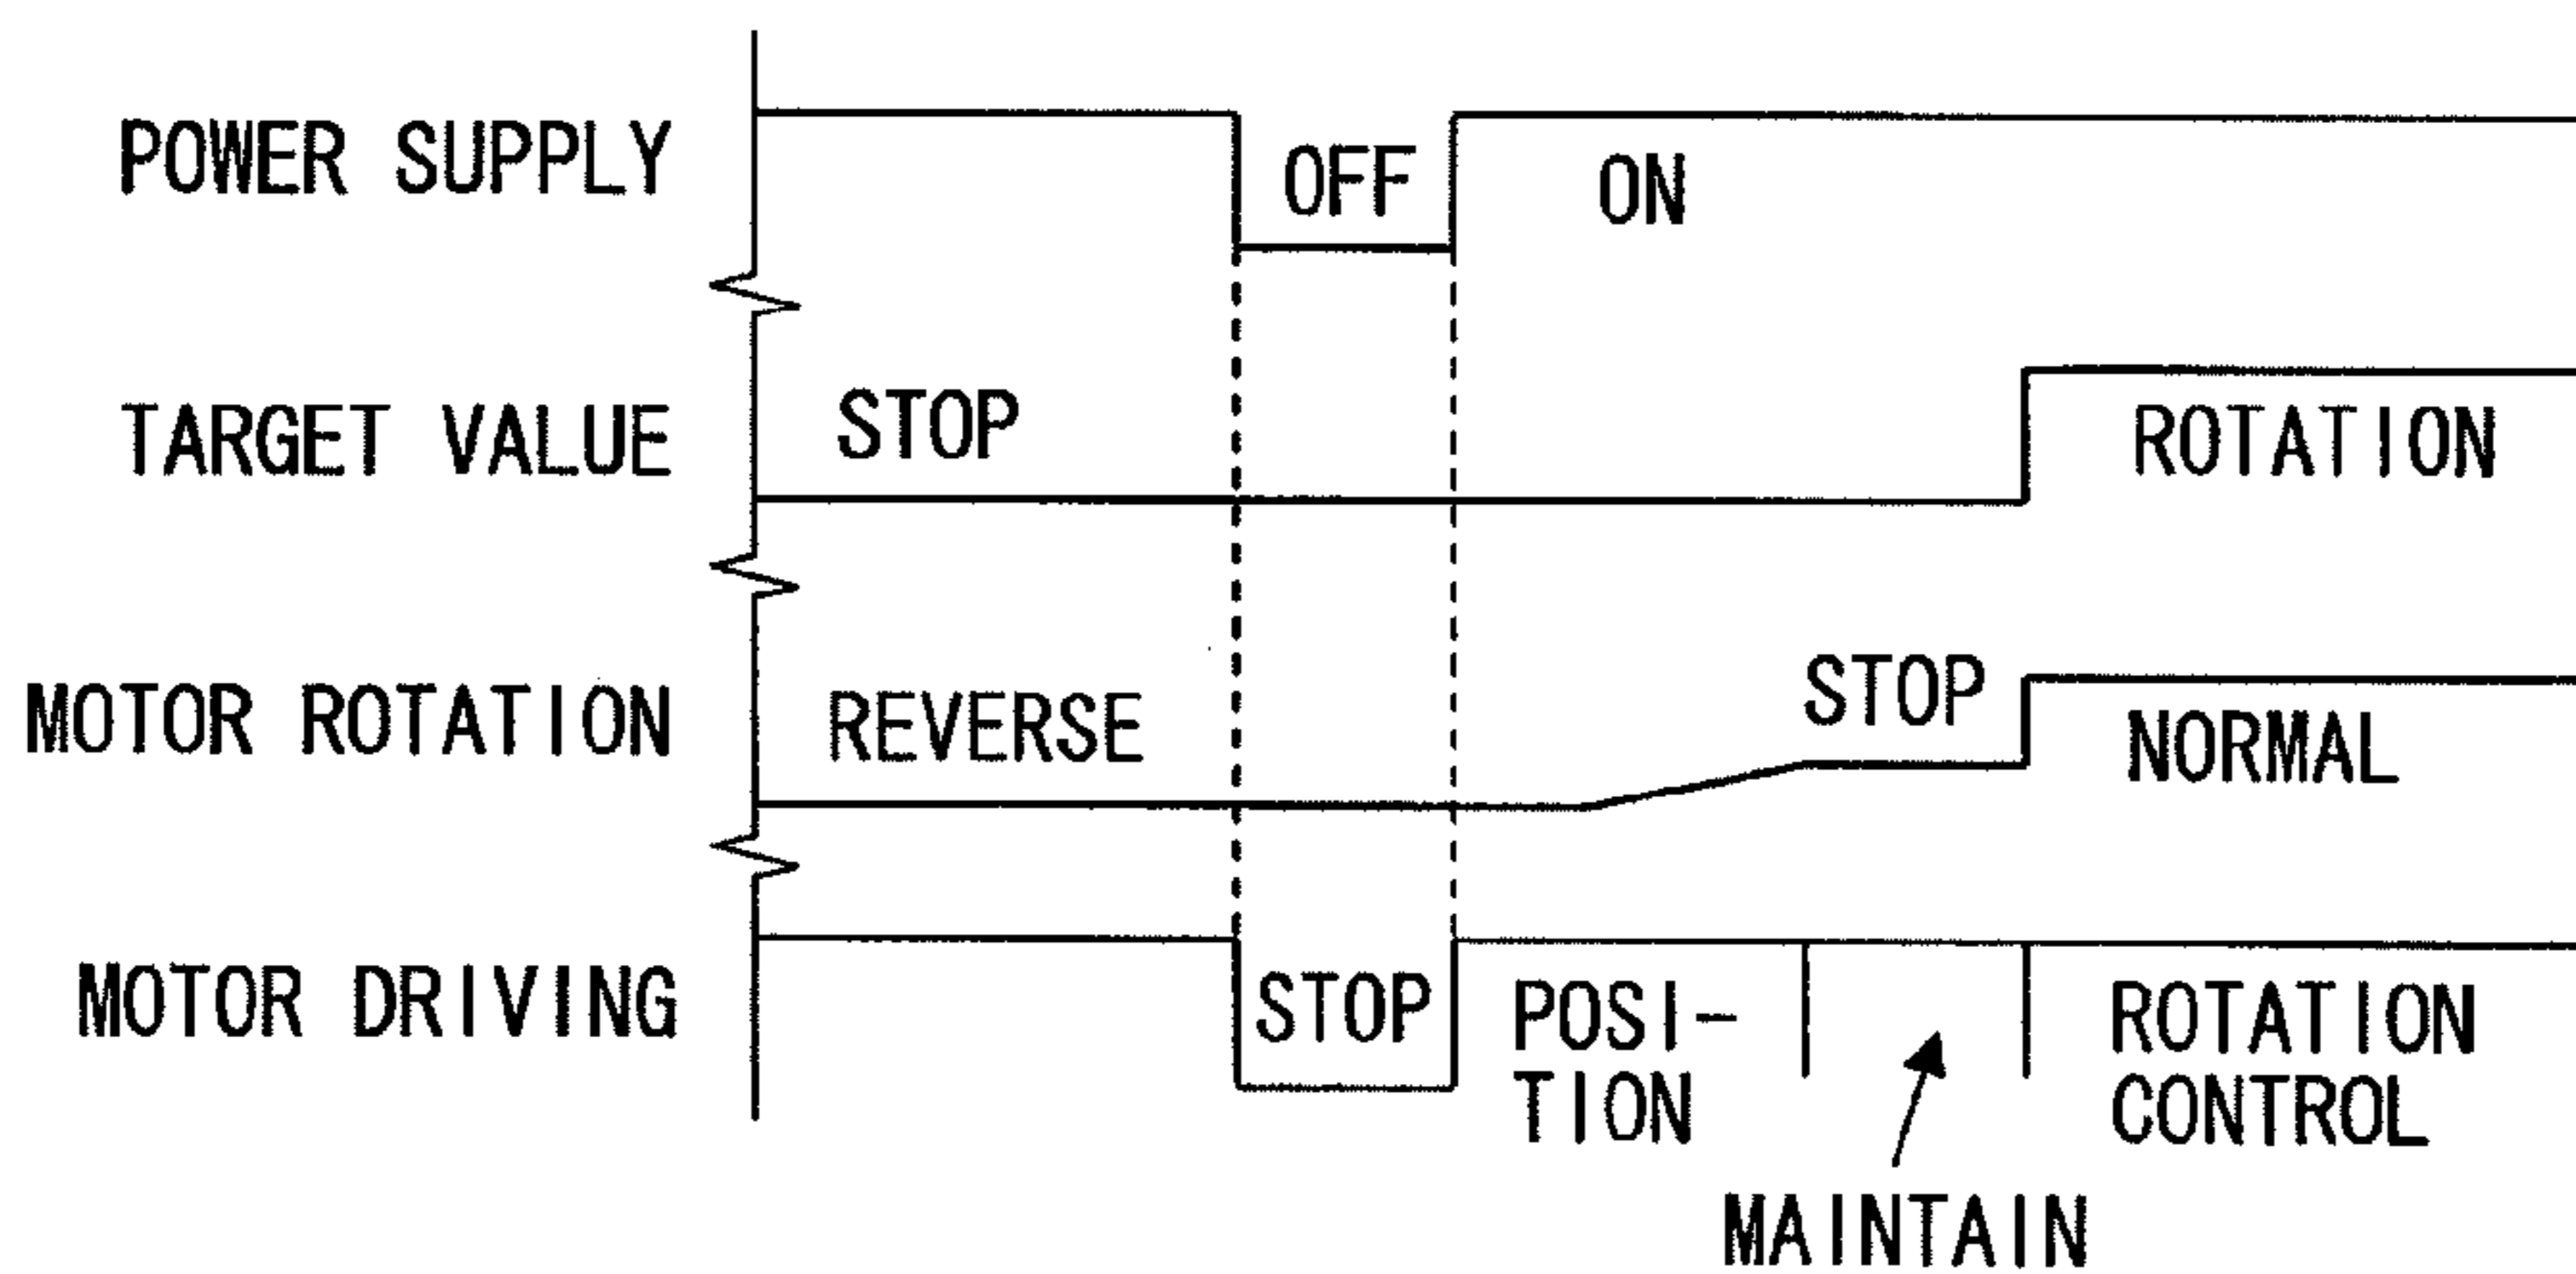 POWER SUPPLY
OFF
ON
TARGET VALUE
STOP
ROTATION
MOTOR ROTATION
REVERSE
STOP
NORMAL
MOTOR DRIVING
STOP
POSI-
TION
ROTATION
CONTROL
MAINTAIN